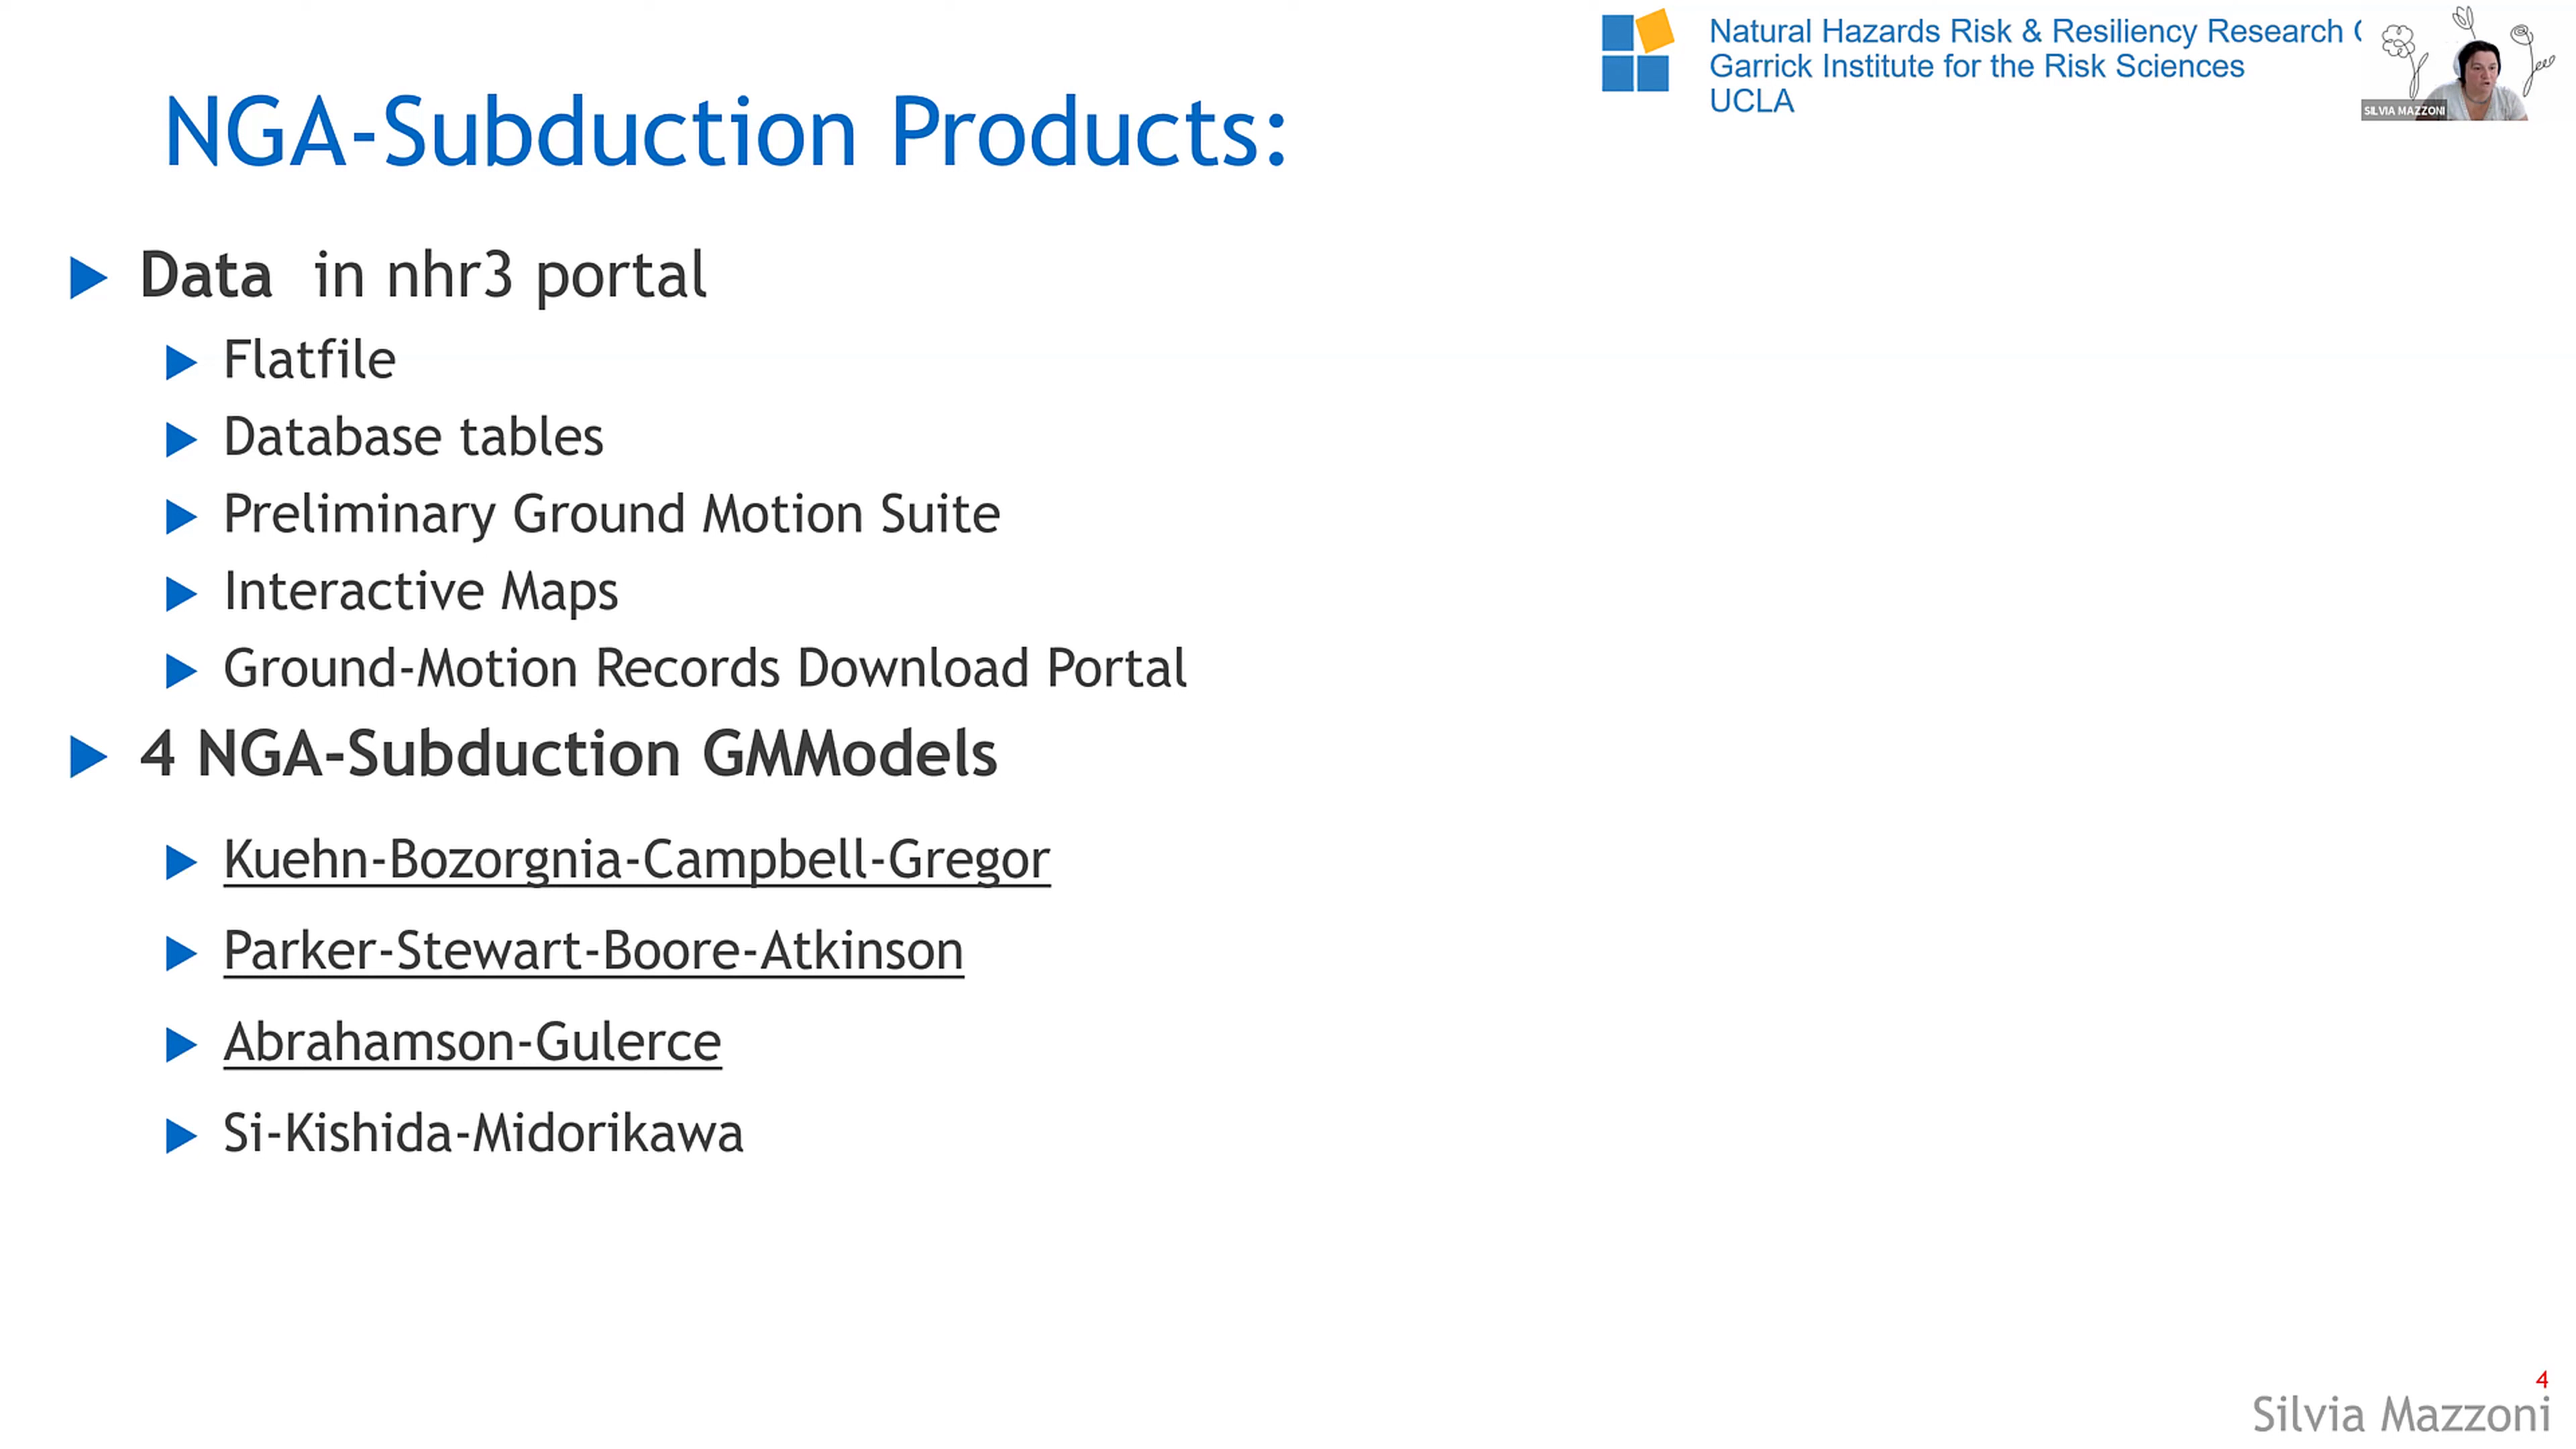 Natural Hazards Risk & Resiliency Research
Garrick Institute for the Risk Sciences
UCLA
SILVIA MAZZONI
NGA-Subduction Products:
Data in nhr3 portal
Flatfile
Database tables
Preliminary Ground Motion Suite
Interactive Maps
Ground-Motion Records Download Portal
4 NGA-Subduction GMModels
Kuehn-Bozorgnia-Campbell-Gregor
Parker-Stewart-Boore-Atkinson
Abrahamson-Gulerce
Si-Kishida-Midorikawa
4
Silvia Mazzoni